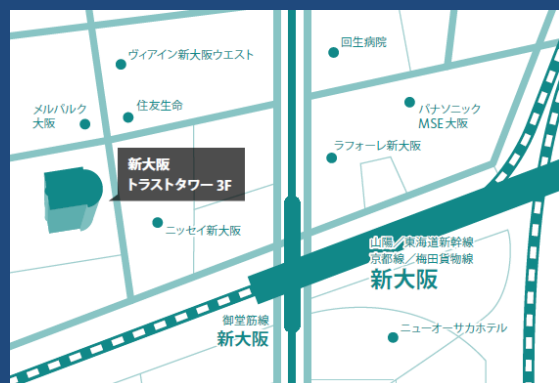 回生病院
ヴィアイン新大阪ウエスト
メルパルク
大阪
住友生命
パナソニック
MSE大阪
ラフォーレ新大阪
新大阪
トラストタワー 3F
ニッセイ新大阪
山陽／東海道新幹線
京都線／梅田貨物線
新大阪
御堂筋線
新大阪
ニューオーサカホテル